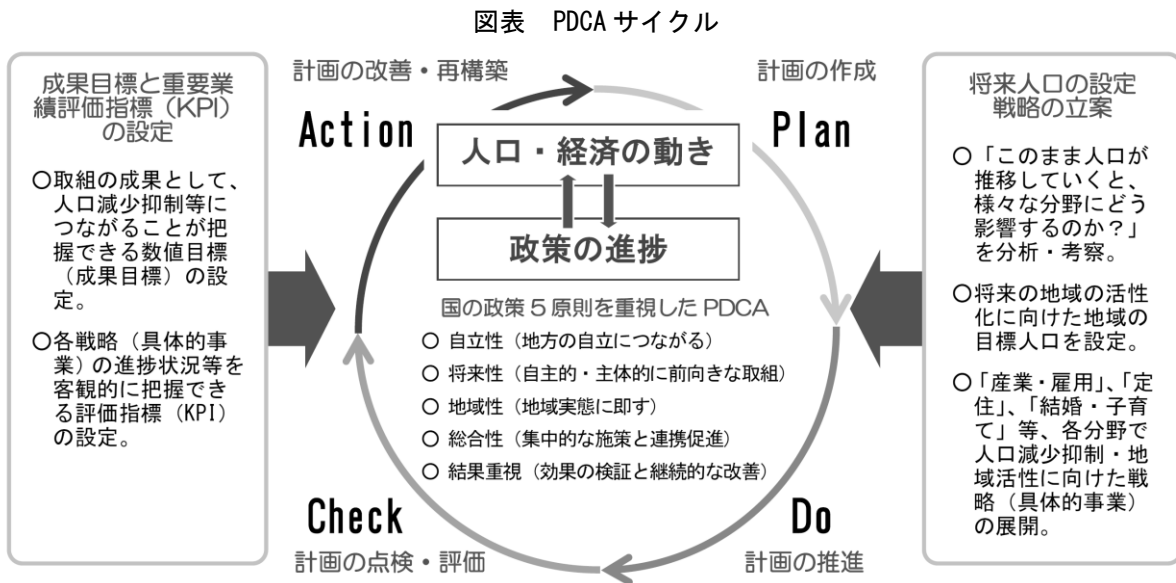 図表　PDCAサイクル
成果目標と重要業
績評価指標（KPI）
の設定
○取組の成果として、
人口減少抑制等に
つながることが把
握できる数値目標
（成果目標）の設
定。
○各戦略（具体的事
業）の進捗状況等を
客観的に把握でき
る評価指標（KPI）
の設定。
計画の改善・再構築
Action
計画の作成
Plan
人口・経済の動き
政策の進捗
国の政策５原則を重視したPDCA
○ 自立性（地方の自立につながる）
○ 将来性（自主的・主体的に前向きな取組）
○ 地域性（地域実態に即す）
○ 総合性（集中的な施策と連携促進）
○ 結果重視（効果の検証と継続的な改善）
Check
計画の点検・評価
Do
計画の推進
将来人口の設定
戦略の立案
○「このまま人口が
推移していくと、
様々な分野にどう
影響するのか？」
を分析・考察。
○将来の地域の活性
化に向けた地域の
目標人口を設定。
○「産業・雇用」、「定
住」、「結婚・子育
て」等、各分野で
人口減少抑制・地
域活性に向けた戦
略（具体的事業）
の展開。